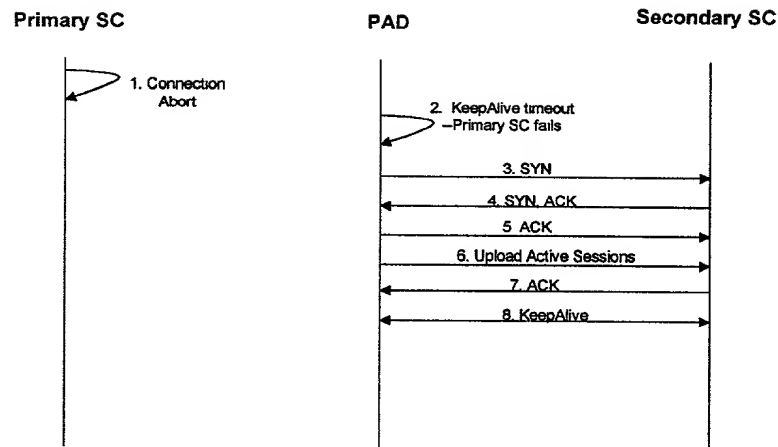 Primary SC
PAD
Secondary SC
1. Connection
Abort
2. KeepAlive timeout
–Primary SC fails
3. SYN
4. SYN, ACK
5 ACK
6. Upload Active Sessions
7. ACK
8. KeepAlive